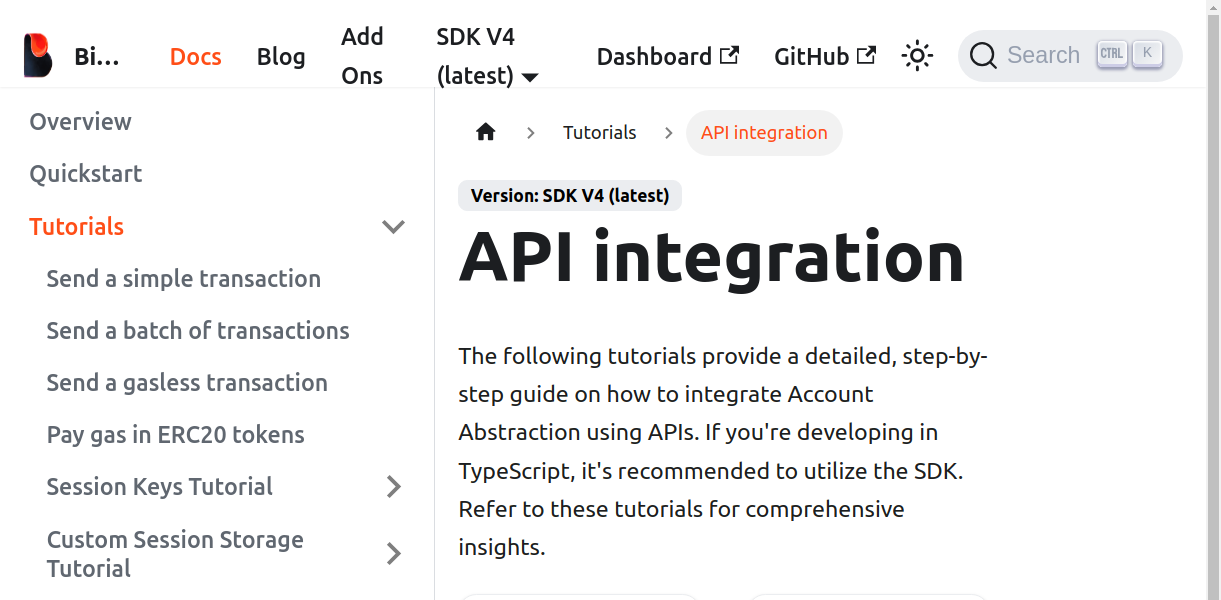 Bi...
Docs
Blog
Add Ons
SDK V4 (latest)
Dashboard
GitHub
Search
CTRL
K
Overview
Quickstart
Tutorials
Send a simple transaction
Send a batch of transactions
Send a gasless transaction
Pay gas in ERC20 tokens
Session Keys Tutorial
Custom Session Storage
Tutorial
Tutorials
API integration
Version: SDK V4 (latest)
API integration
The following tutorials provide a detailed, step-by-
step guide on how to integrate Account
Abstraction using APIs. If you're developing in
TypeScript, it's recommended to utilize the SDK.
Refer to these tutorials for comprehensive
insights.